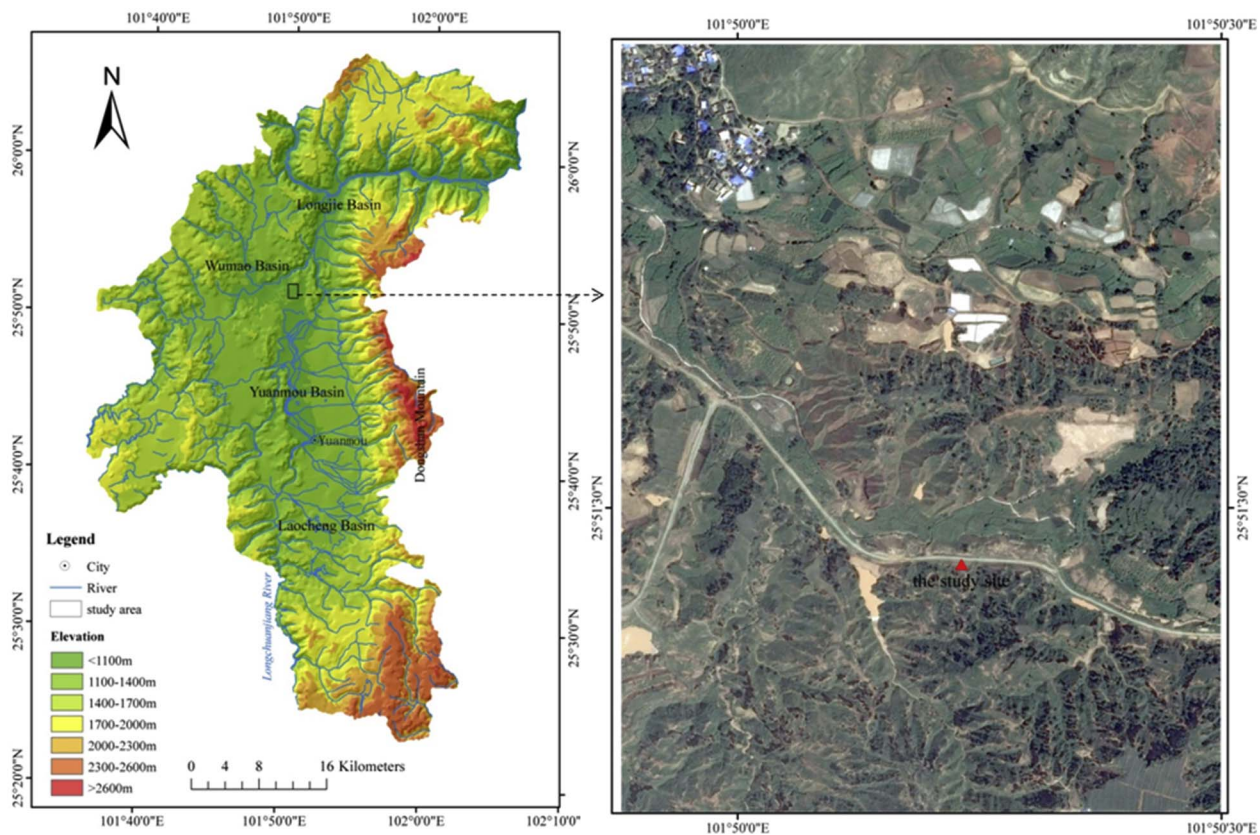 101°40'0"E
101°50'0"E
102°0'0"E
N
26°0'0"N
26°0'0"N
25°50'0"N
25°50'0"N
25°40'0"N
25°40'0"N
25°30'0"N
25°30'0"N
25°20'0"N
Longjie Basin
Wumao Basin
Yuanmou Basin
Yuanmou
Laocheng Basin
Longchuanjiang River
Legend
City
River
study area
Elevation
<1100m
1100-1400m
1400-1700m
1700-2000m
2000-2300m
2300-2600m
>2600m
0 4 8 16 Kilometers
101°40'0"E
101°50'0"E
102°0'0"E
102°10'0"E
101°50'0"E
101°50'30"E
25°51'30"N
25°51'30"N
the study site
101°50'0"E
101°50'30"E